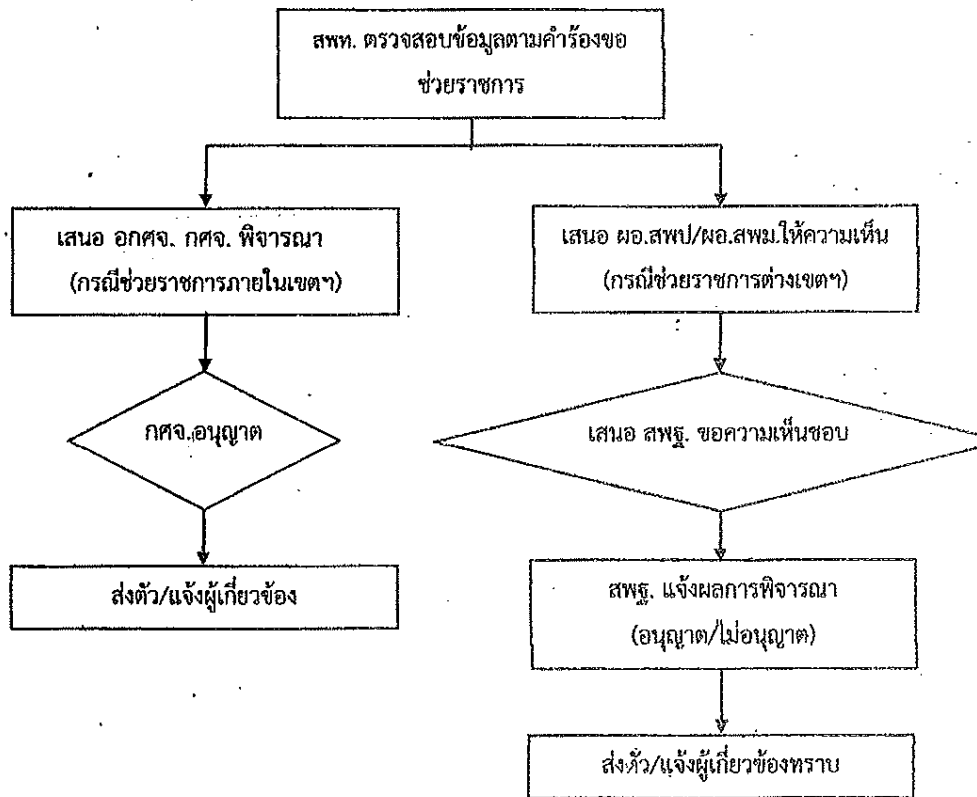 สพท. ตรวจสอบข้อมูลตามคำร้องขอ
ช่วยราชการ
เสนอ อกศจ. กศจ. พิจารณา
(กรณีช่วยราชการภายในเขตฯ)
กศจ.อนุญาต
ส่งตัว/แจ้งผู้เกี่ยวข้อง
เสนอ ผอ.สพป/ผอ.สพม.ให้ความเห็น
(กรณีช่วยราชการต่างเขตฯ)
เสนอ สพฐ. ขอความเห็นชอบ
สพฐ. แจ้งผลการพิจารณา
(อนุญาต/ไม่อนุญาต)
ส่งตัว/แจ้งผู้เกี่ยวข้องทราบ